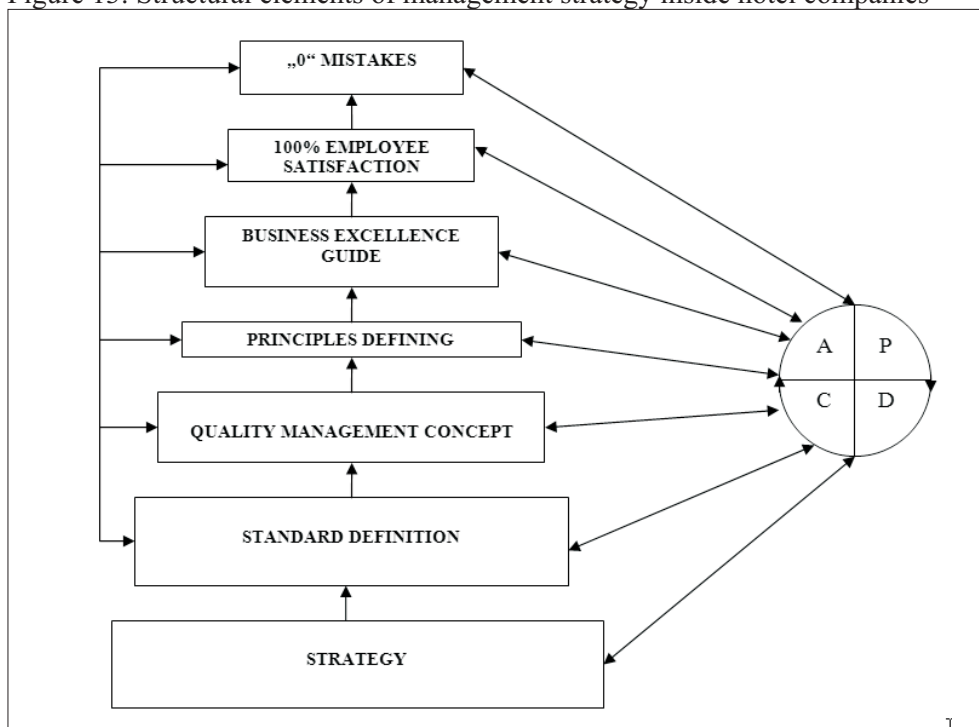 Figure Structural elements of management strategy inside hotel companies
„0“ MISTAKES
100% EMPLOYEE
SATISFACTION
BUSINESS EXCELLENCE
GUIDE
PRINCIPLES DEFINING
QUALITY MANAGEMENT CONCEPT
STANDARD DEFINITION
STRATEGY
A P
C D